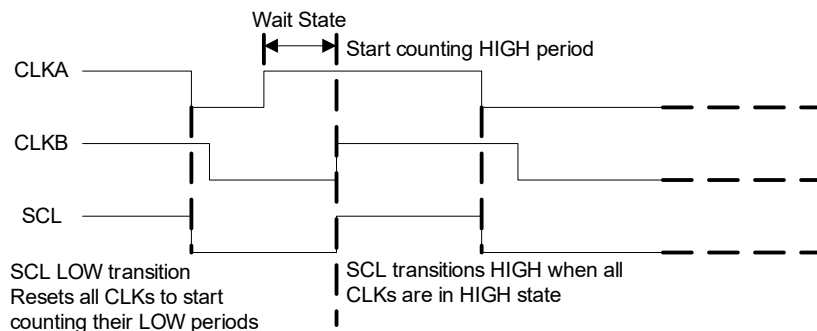 Wait State
Start counting HIGH period
CLKA
CLKB
SCL
SCL LOW transition
Resets all CLKs to start
counting their LOW periods
SCL transitions HIGH when all
CLKs are in HIGH state